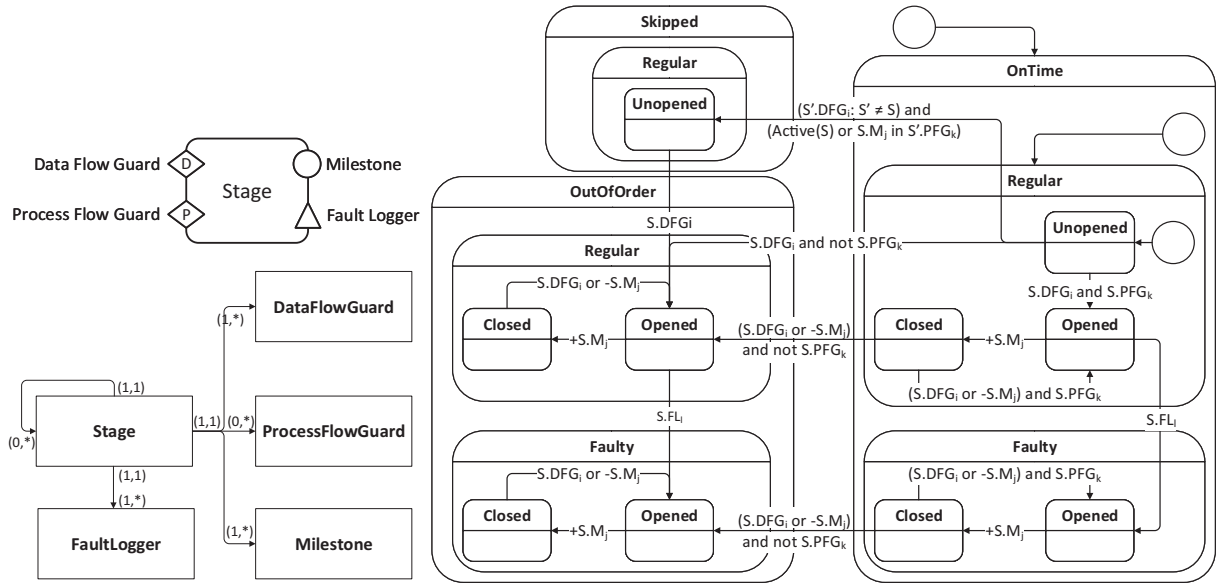 Data Flow Guard
D
Milestone
Stage
Process Flow Guard
P
Fault Logger
DataFlowGuard
(1,*)
(1,1)
Stage
(0,*)
(1,1)
(0,*)
ProcessFlowGuard
(1,1)
(1,*)
FaultLogger
(1,*)
Milestone
Skipped
Regular
Unopened
(S'.DFGi: S' ≠ S) and
(Active(S) or S.Mj in S'.PFGk)
OnTime
Regular
Unopened
OutOfOrder
S.DFGi
S.DFGi and not S.PFGk
S.DFGi and S.PFGk
Regular
S.DFGi or -S.Mj
Closed
+S.Mj
Opened
(S.DFGi or -S.Mj)
and not S.PFGk
Closed
+S.Mj
Opened
(S.DFGi or -S.Mj) and S.PFGk
S.FLl
S.FLl
Faulty
S.DFGi or -S.Mj
Closed
+S.Mj
Opened
(S.DFGi or -S.Mj)
and not S.PFGk
Faulty
(S.DFGi or -S.Mj) and S.PFGk
Closed
+S.Mj
Opened